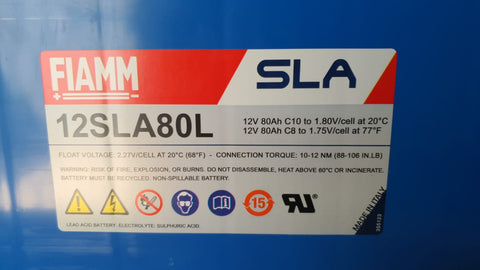 FIAMM
SLA
12SLA80L
12V 80Ah C10 to 1.80V/cell at 20°C
12V 80Ah C8 to 1.75V/cell at 77°F
FLOAT VOLTAGE: 2.27V/CELL AT 20°C (68°F) - CONNECTION TORQUE: 10-12 NM (88-106 IN.LB)
WARNING: RISK OF FIRE, EXPLOSION, OR BURNS. DO NOT DISASSEMBLE, HEAT ABOVE 60°C OR INCINERATE.
BATTERY MUST BE RECYCLED. NON-SPILLABLE BATTERY.
15
LEAD ACID BATTERY. ELECTROLYTE: SULPHURIC ACID
MADE IN ITALY